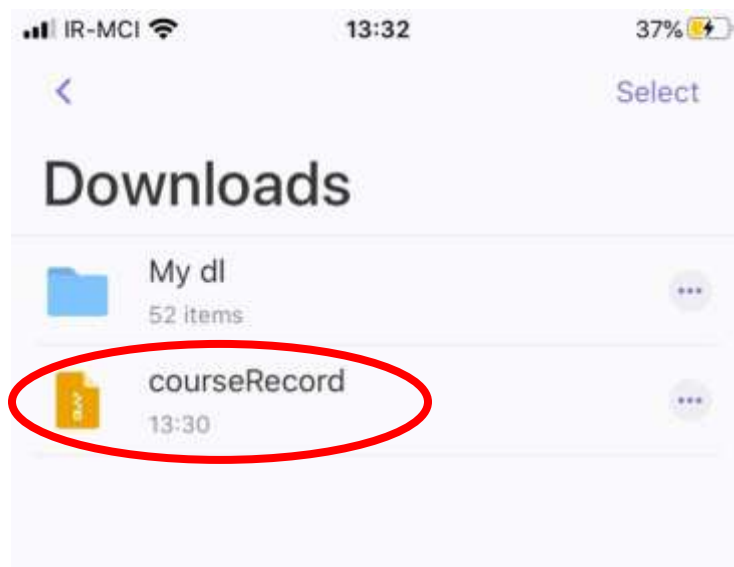 IR-MCI 13:32 37%
Select
Downloads
My dl
52 items
courseRecord
13:30